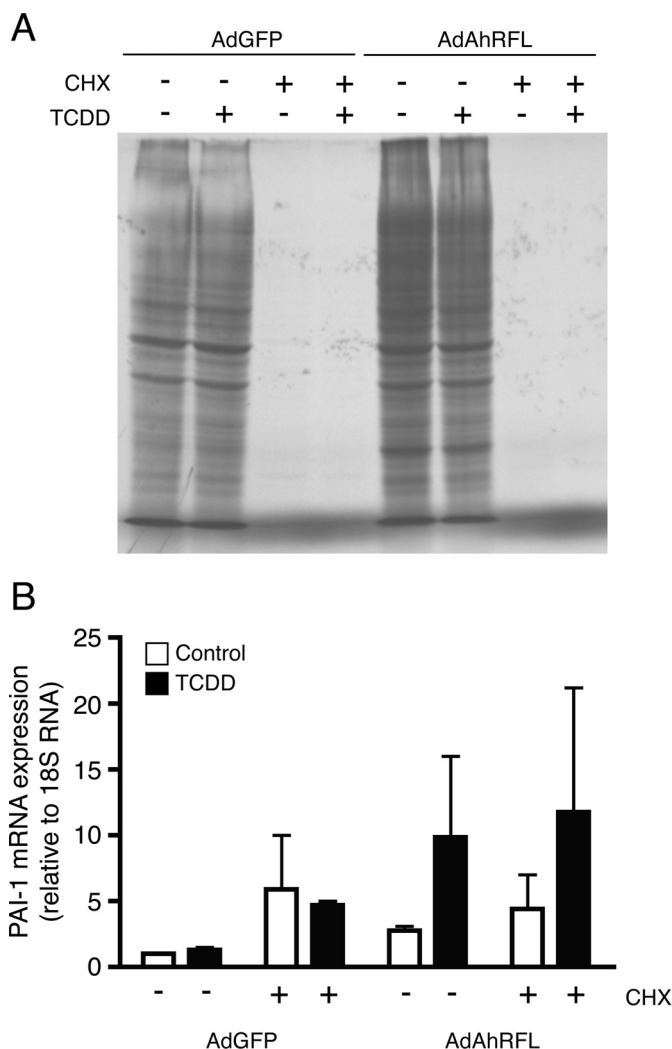 A
AdGFP AdAhRFL
CHX - - + + - - + +
TCDD - + - + - + - +
B
PAI-1 mRNA expression
(relative to 18S RNA)
25
20
15
10
5
0
Control
TCDD
- - + + - - + + CHX
AdGFP AdAhRFL